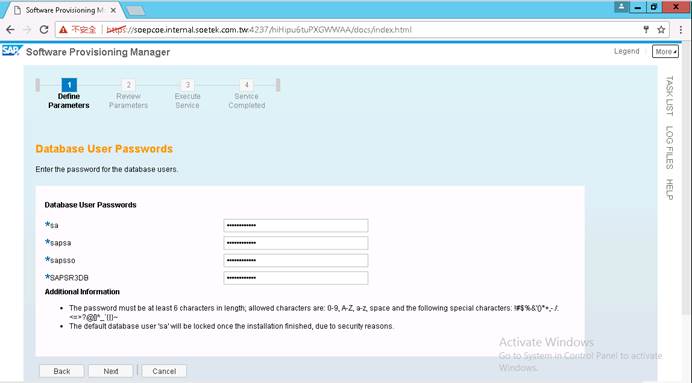 Software Provisioning M
不安全
https://saepcoe.internal.soetek.com.tw:4237/hiHipu6tuPXGWWAA/docs/index.html
SAP Software Provisioning Manager
Legend
More
1
2
3
4
Define Parameters
Review Parameters
Execute Service
Service Completed
TASK LIST
LOG FILES
HELP
Database User Passwords
Enter the password for the database users.
Database User Passwords
*sa
*sapsa
*sapsso
*SAPSR3DB
Additional Information
• The password must be at least 6 characters in length; allowed characters are: 0-9, A-Z, a-z, space and the following special characters:
• The default database user 'sa' will be locked once the installation finished, due to security reasons.
Activate Windows
Go to System in Control Panel to activate
Windows.
Back
Next
Cancel